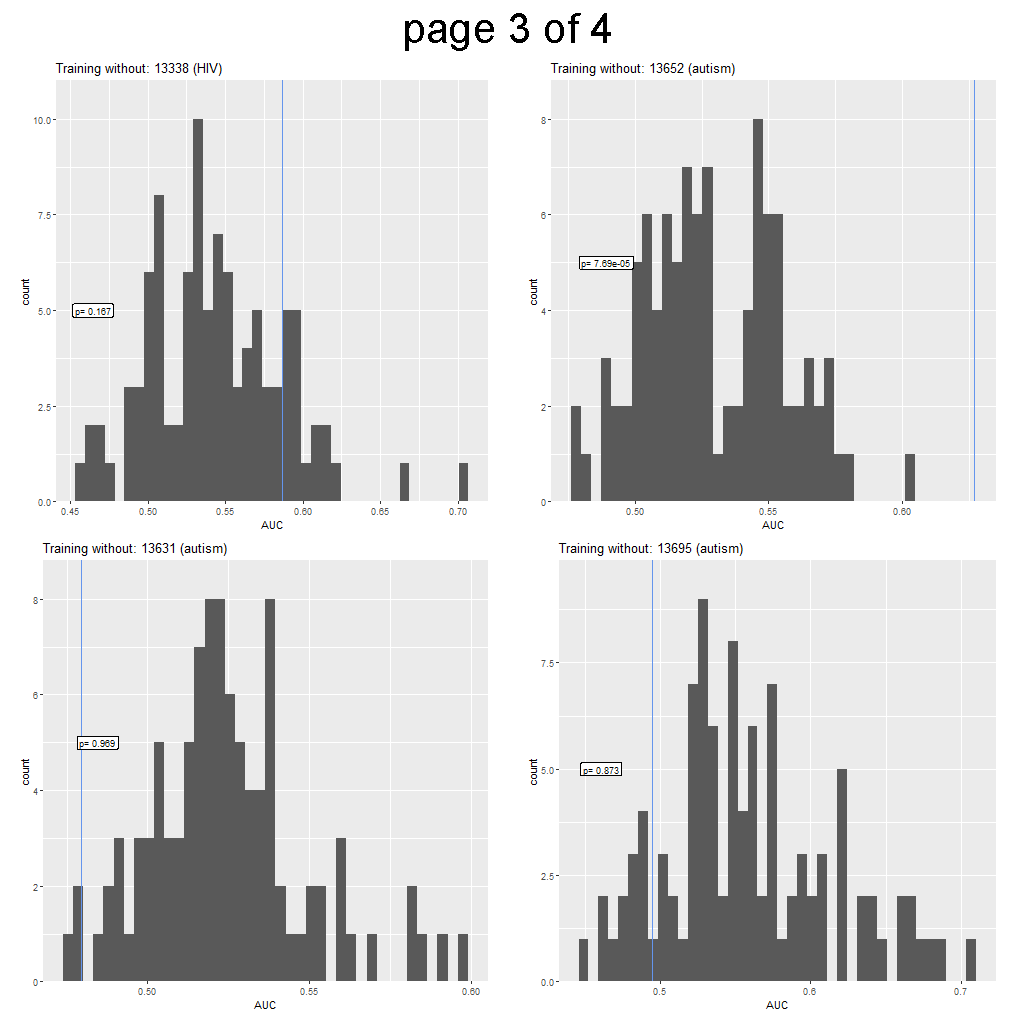 page 3 of 4
Training without: 13338 (HIV)
10.0
7.5
5.0
2.5
0.0
count
p= 0.167
0.45 0.50 0.55 0.60 0.65 0.70
AUC
Training without: 13652 (autism)
8
6
4
2
0
count
p= 7.69e-05
0.50 0.55 0.60
AUC
Training without: 13631 (autism)
8
6
4
2
0
count
p= 0.969
0.50 0.55 0.60
AUC
Training without: 13695 (autism)
7.5
5.0
2.5
0.0
count
p= 0.873
0.5 0.6 0.7
AUC